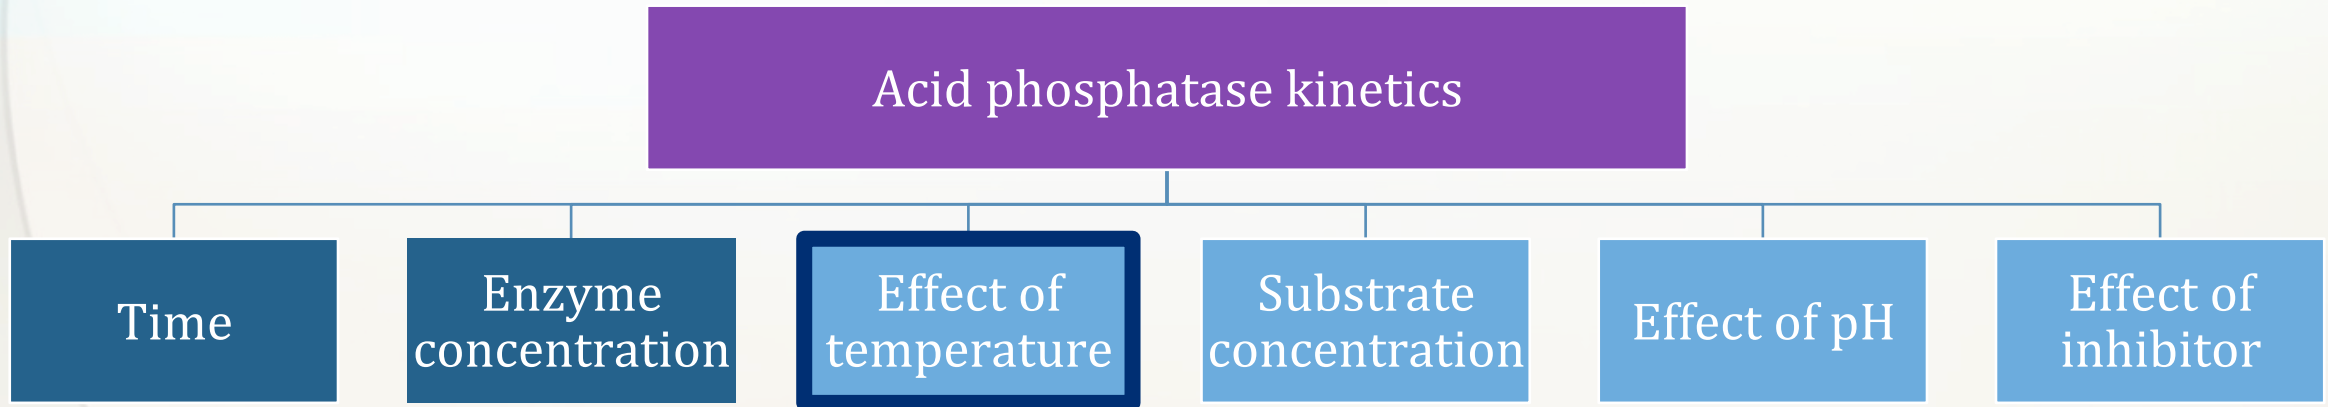 Acid phosphatase kinetics
Time
Enzyme
concentration
Effect of
temperature
Substrate
concentration
Effect of pH
Effect of
inhibitor